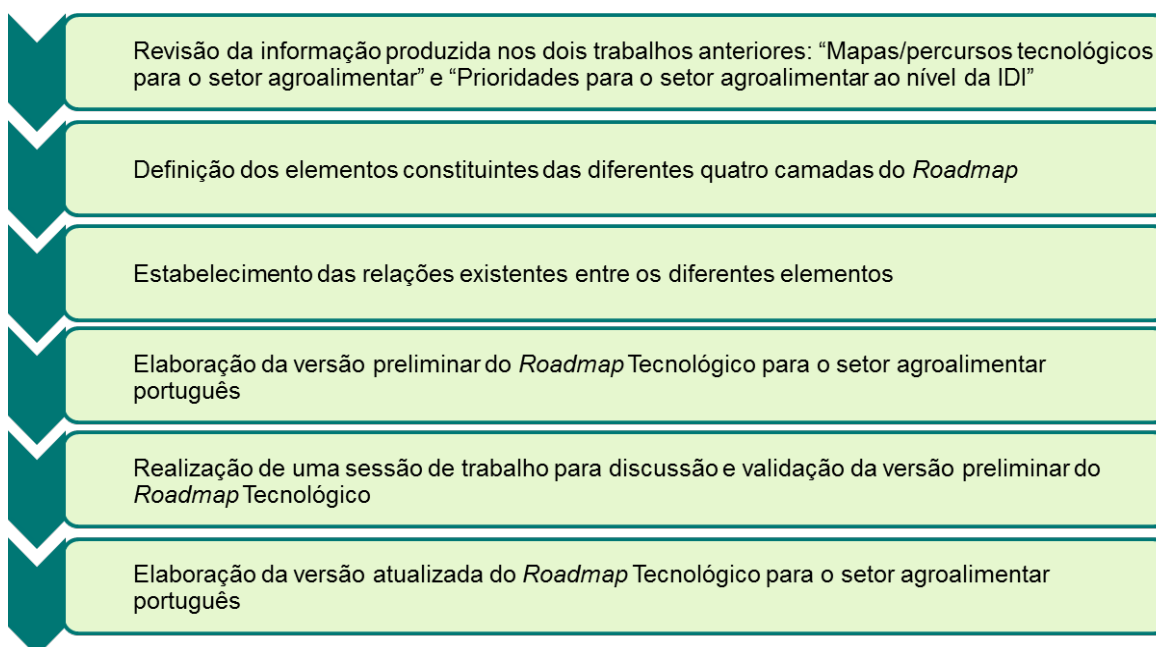 Revisão da informação produzida nos dois trabalhos anteriores: “Mapas/percursos tecnológicos
para o setor agroalimentar” e “Prioridades para o setor agroalimentar ao nível da IDI”
Definição dos elementos constituintes das diferentes quatro camadas do Roadmap
Estabelecimento das relações existentes entre os diferentes elementos
Elaboração da versão preliminar do Roadmap Tecnológico para o setor agroalimentar
português
Realização de uma sessão de trabalho para discussão e validação da versão preliminar do
Roadmap Tecnológico
Elaboração da versão atualizada do Roadmap Tecnológico para o setor agroalimentar
português